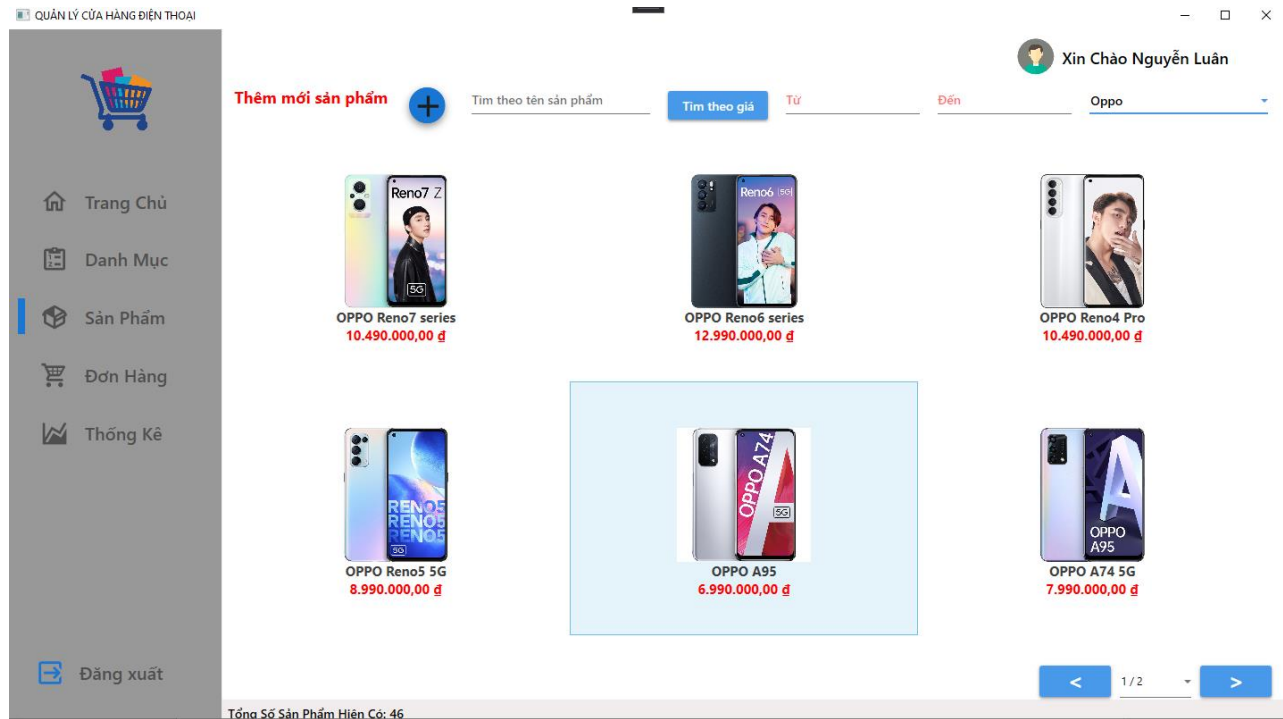 QUẢN LÝ CỬA HÀNG ĐIỆN THOẠI
Xin Chào Nguyễn Luân
Thêm mới sản phẩm
Tìm theo tên sản phẩm
Tìm theo giá
Từ
Đến
Oppo
Trang Chủ
Danh Mục
Sản Phẩm
Đơn Hàng
Thống Kê
Đăng xuất
Reno7 Z
5G
OPPO Reno7 series
10.490.000,00 ₫
Reno6 5G
OPPO Reno6 series
12.990.000,00 ₫
OPPO Reno4 Pro
10.490.000,00 ₫
RENO5
RENO5
RENO5
5G
OPPO Reno5 5G
8.990.000,00 ₫
OPPO A74
5G
OPPO A95
6.990.000,00 ₫
OPPO
A95
OPPO A74 5G
7.990.000,00 ₫
<
1 / 2
>
Tổng Số Sản Phẩm Hiện Có: 46